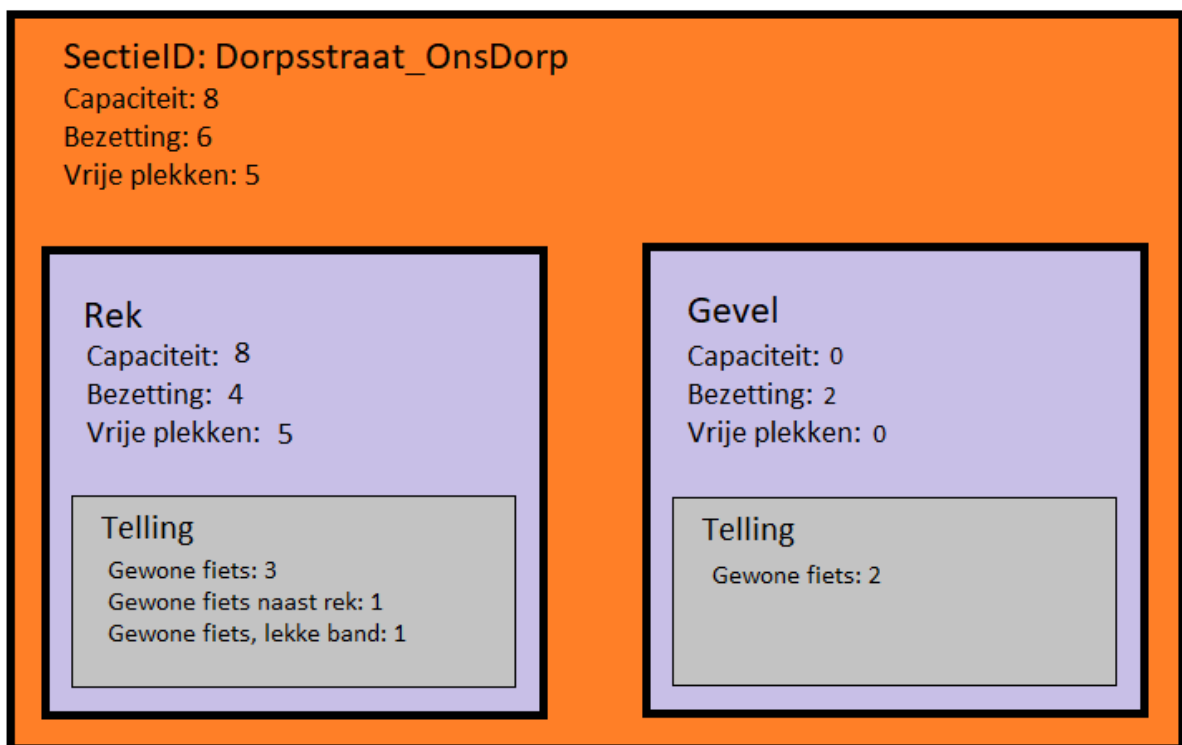 SectieID: Dorpsstraat_OnsDorp
Capaciteit: 8
Bezetting: 6
Vrije plekken: 5
Rek
Capaciteit: 8
Bezetting: 4
Vrije plekken: 5
Telling
Gewone fiets: 3
Gewone fiets naast rek: 1
Gewone fiets, lekke band: 1
Gevel
Capaciteit: 0
Bezetting: 2
Vrije plekken: 0
Telling
Gewone fiets: 2